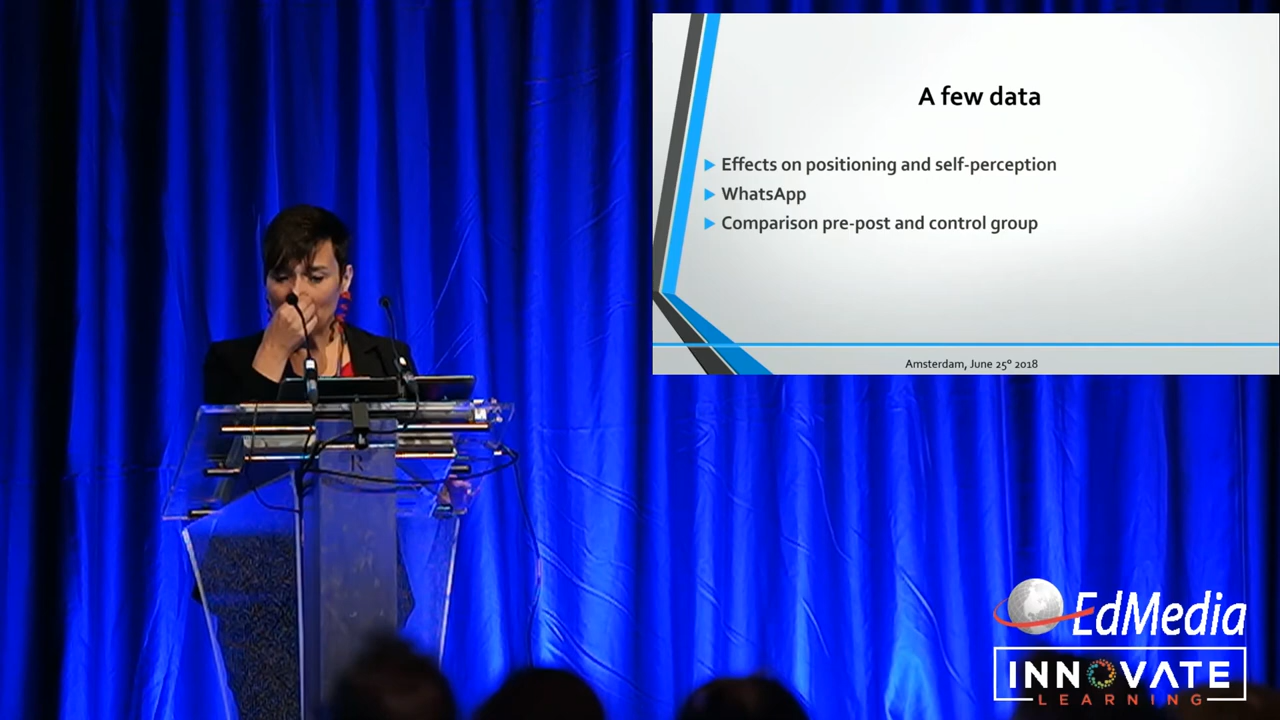 A few data
Effects on positioning and self-perception
WhatsApp
Comparison pre-post and control group
Amsterdam, June 25º 2018
R
EdMedia
INNOVATE
LEARNING